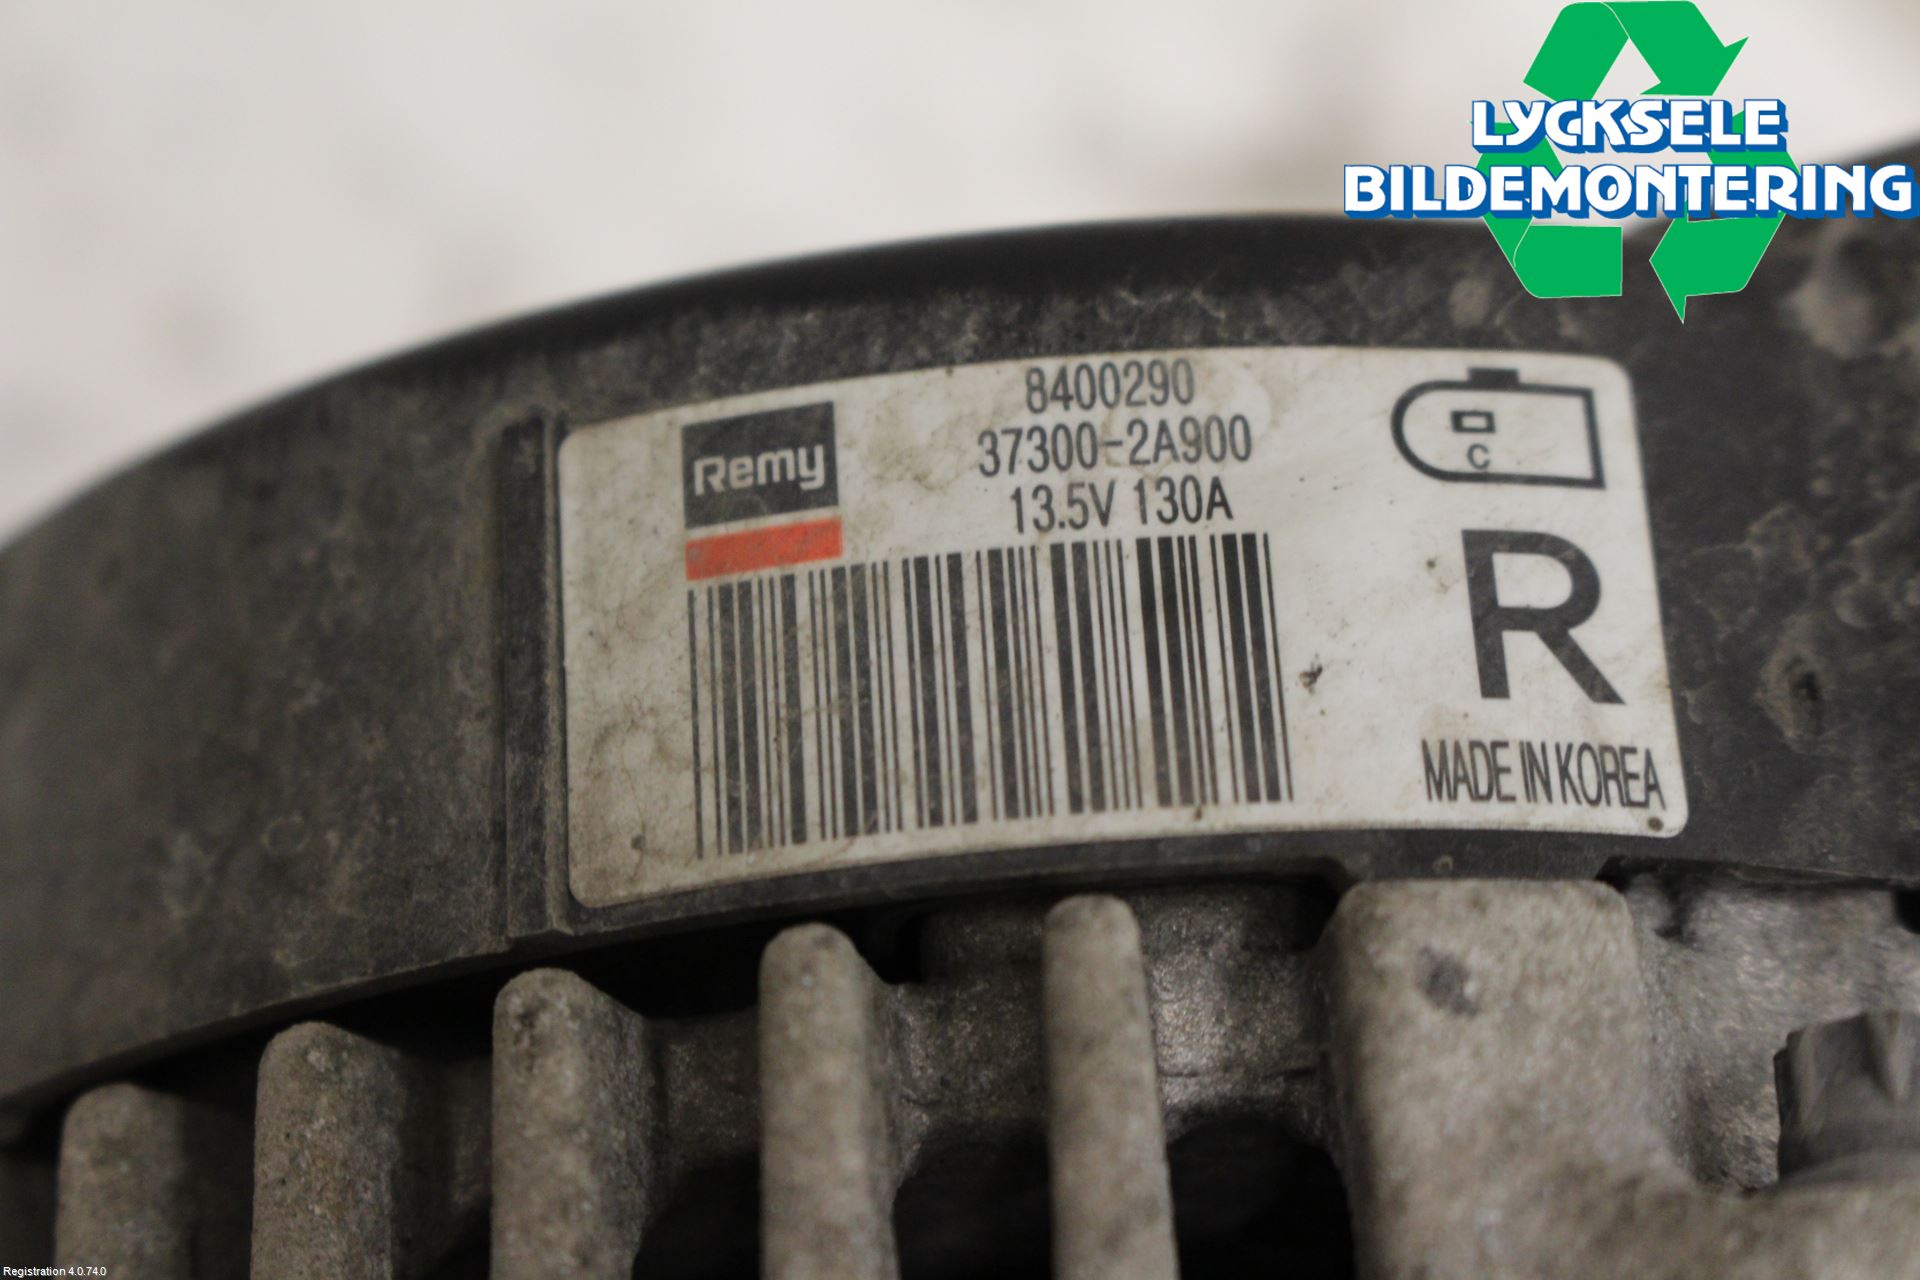 LYCKSELE
BILDEMONTERING
Remy
8400290
37300-2A900
13.5V 130A
C
R
MADE IN KOREA
Registration 4.0.74.0